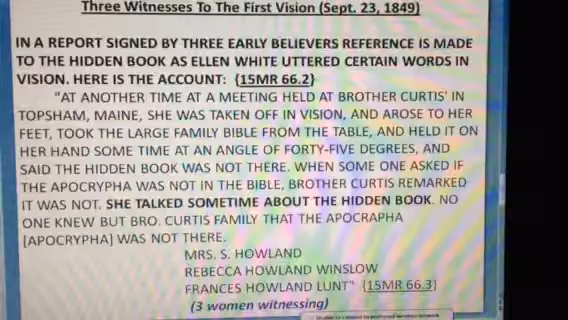 Three Witnesses To The First Vision (Sept. 23, 1849)
IN A REPORT SIGNED BY THREE EARLY BELIEVERS REFERENCE IS MADE
TO THE HIDDEN BOOK AS ELLEN WHITE UTTERED CERTAIN WORDS IN
VISION. HERE IS THE ACCOUNT: {15MR 66.2}
"AT ANOTHER TIME AT A MEETING HELD AT BROTHER CURTIS' IN
TOPSHAM, MAINE, SHE WAS TAKEN OFF IN VISION, AND AROSE TO HER
FEET, TOOK THE LARGE FAMILY BIBLE FROM THE TABLE, AND HELD IT ON
HER HAND SOME TIME AT AN ANGLE OF FORTY-FIVE DEGREES, AND
SAID THE HIDDEN BOOK WAS NOT THERE. WHEN SOME ONE ASKED IF
THE APOCRYPHA WAS NOT IN THE BIBLE, BROTHER CURTIS REMARKED
IT WAS NOT. SHE TALKED SOMETIME ABOUT THE HIDDEN BOOK. NO
ONE KNEW BUT BRO. CURTIS FAMILY THAT THE APOCRAPHA
[APOCRYPHA] WAS NOT THERE.
MRS. S. HOWLAND
REBECCA HOWLAND WINSLOW
FRANCES HOWLAND LUNT" {15MR 66.3}
(3 women witnessing)